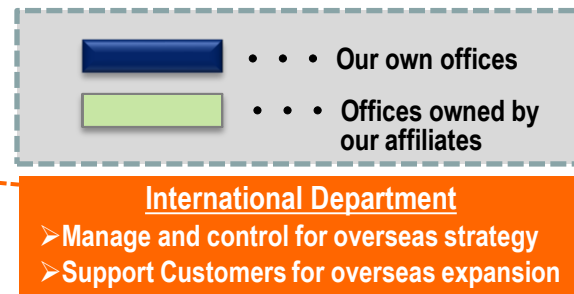 • • • Our own offices
• • • Offices owned by
our affiliates
International Department
➢Manage and control for overseas strategy
➢Support Customers for overseas expansion